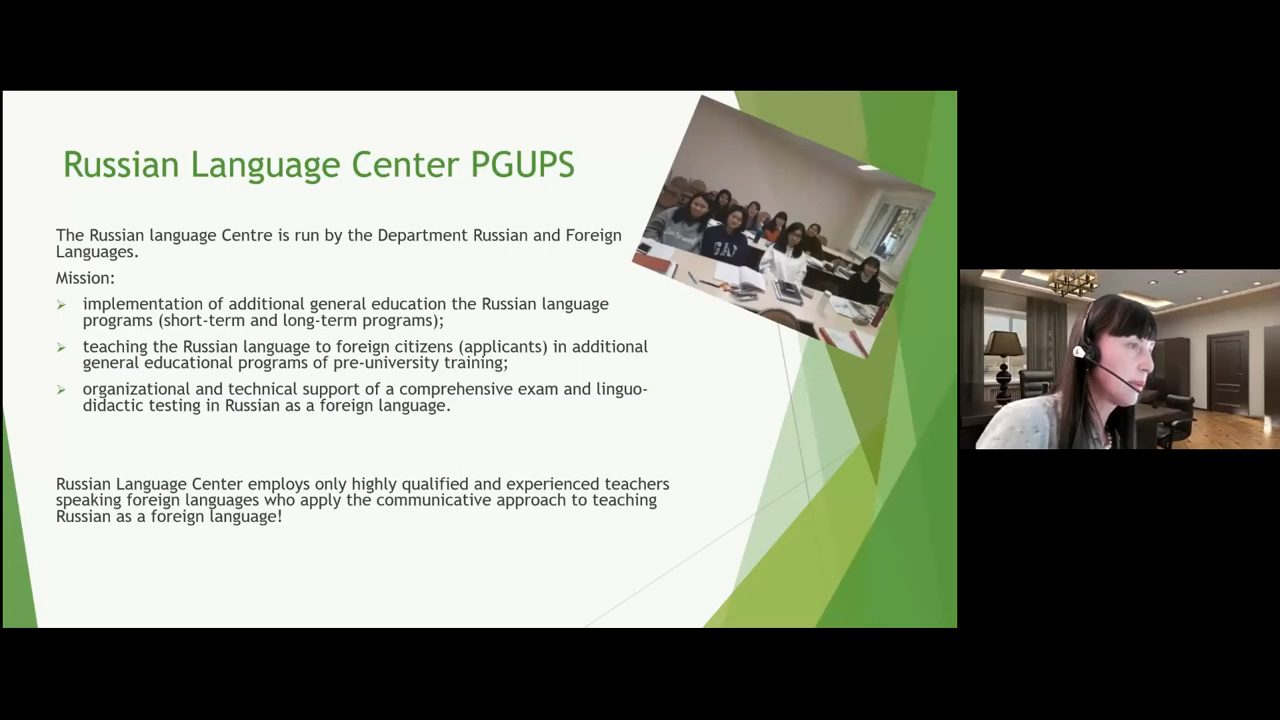 Russian Language Center PGUPS
The Russian language Centre is run by the Department Russian and Foreign
Languages.
Mission:
implementation of additional general education the Russian language
programs (short-term and long-term programs);
teaching the Russian language to foreign citizens (applicants) in additional
general educational programs of pre-university training;
organizational and technical support of a comprehensive exam and linguo-
didactic testing in Russian as a foreign language.
Russian Language Center employs only highly qualified and experienced teachers
speaking foreign languages who apply the communicative approach to teaching
Russian as a foreign language!
GAP